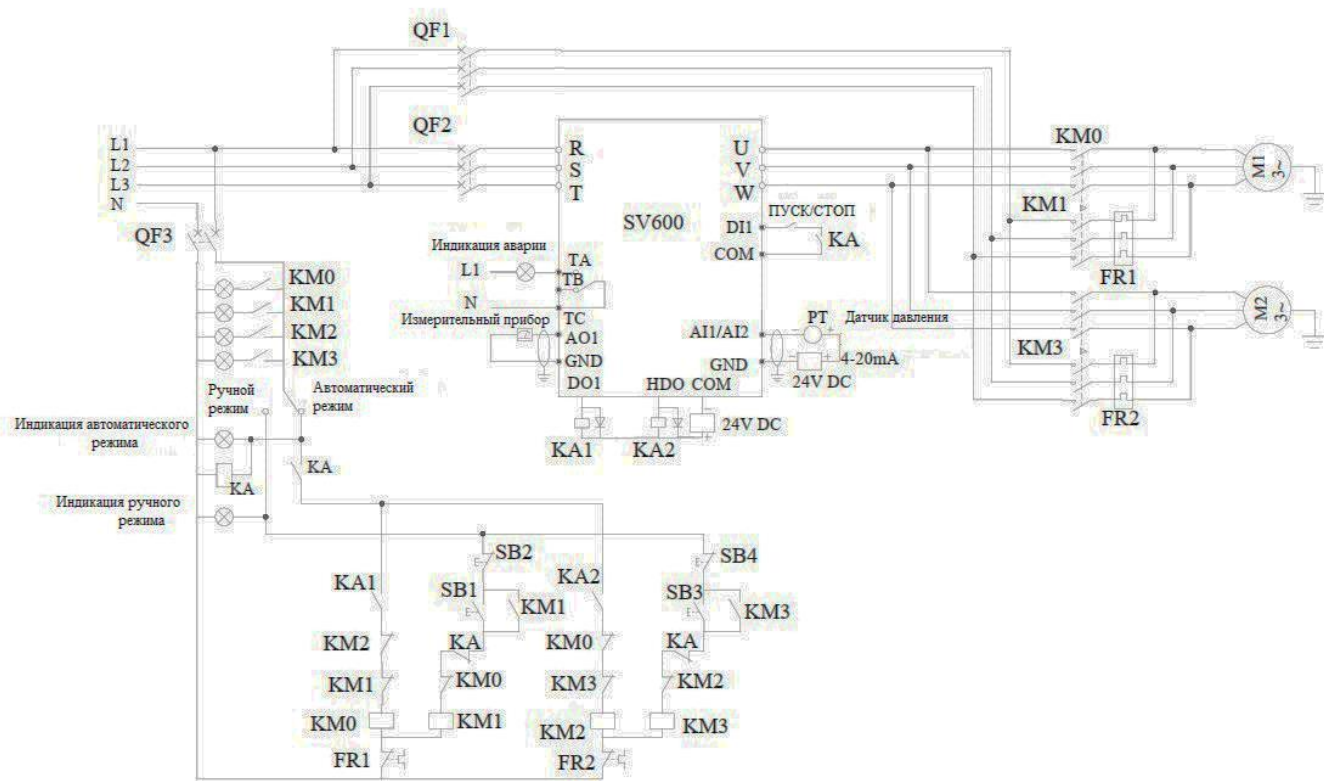 QF1
QF2
L1
L2
L3
N
QF3
R
S
T
U
V
W
SV600
KM0
KM1
M1
3~
FR1
ПУСК/СТОП
DI1
COM
KA
Индикация аварии
L1
N
TA
TB
TC
Измерительный прибор
AO1
GND
DO1
HDO COM
AI1/AI2
GND
PT
Датчик давления
4-20mA
24V DC
M2
3~
KM3
FR2
KM0
KM1
KM2
KM3
Ручной
режим
Автоматический
режим
Индикация автоматического
режима
KA
KA
Индикация ручного
режима
KA1
KA2
24V DC
KA1
KM2
KM1
KM0
FR1
SB2
SB1
KM1
KA
KM0
KM1
KA2
KM0
KM3
KM2
FR2
SB4
SB3
KM3
KA
KM2
KM3